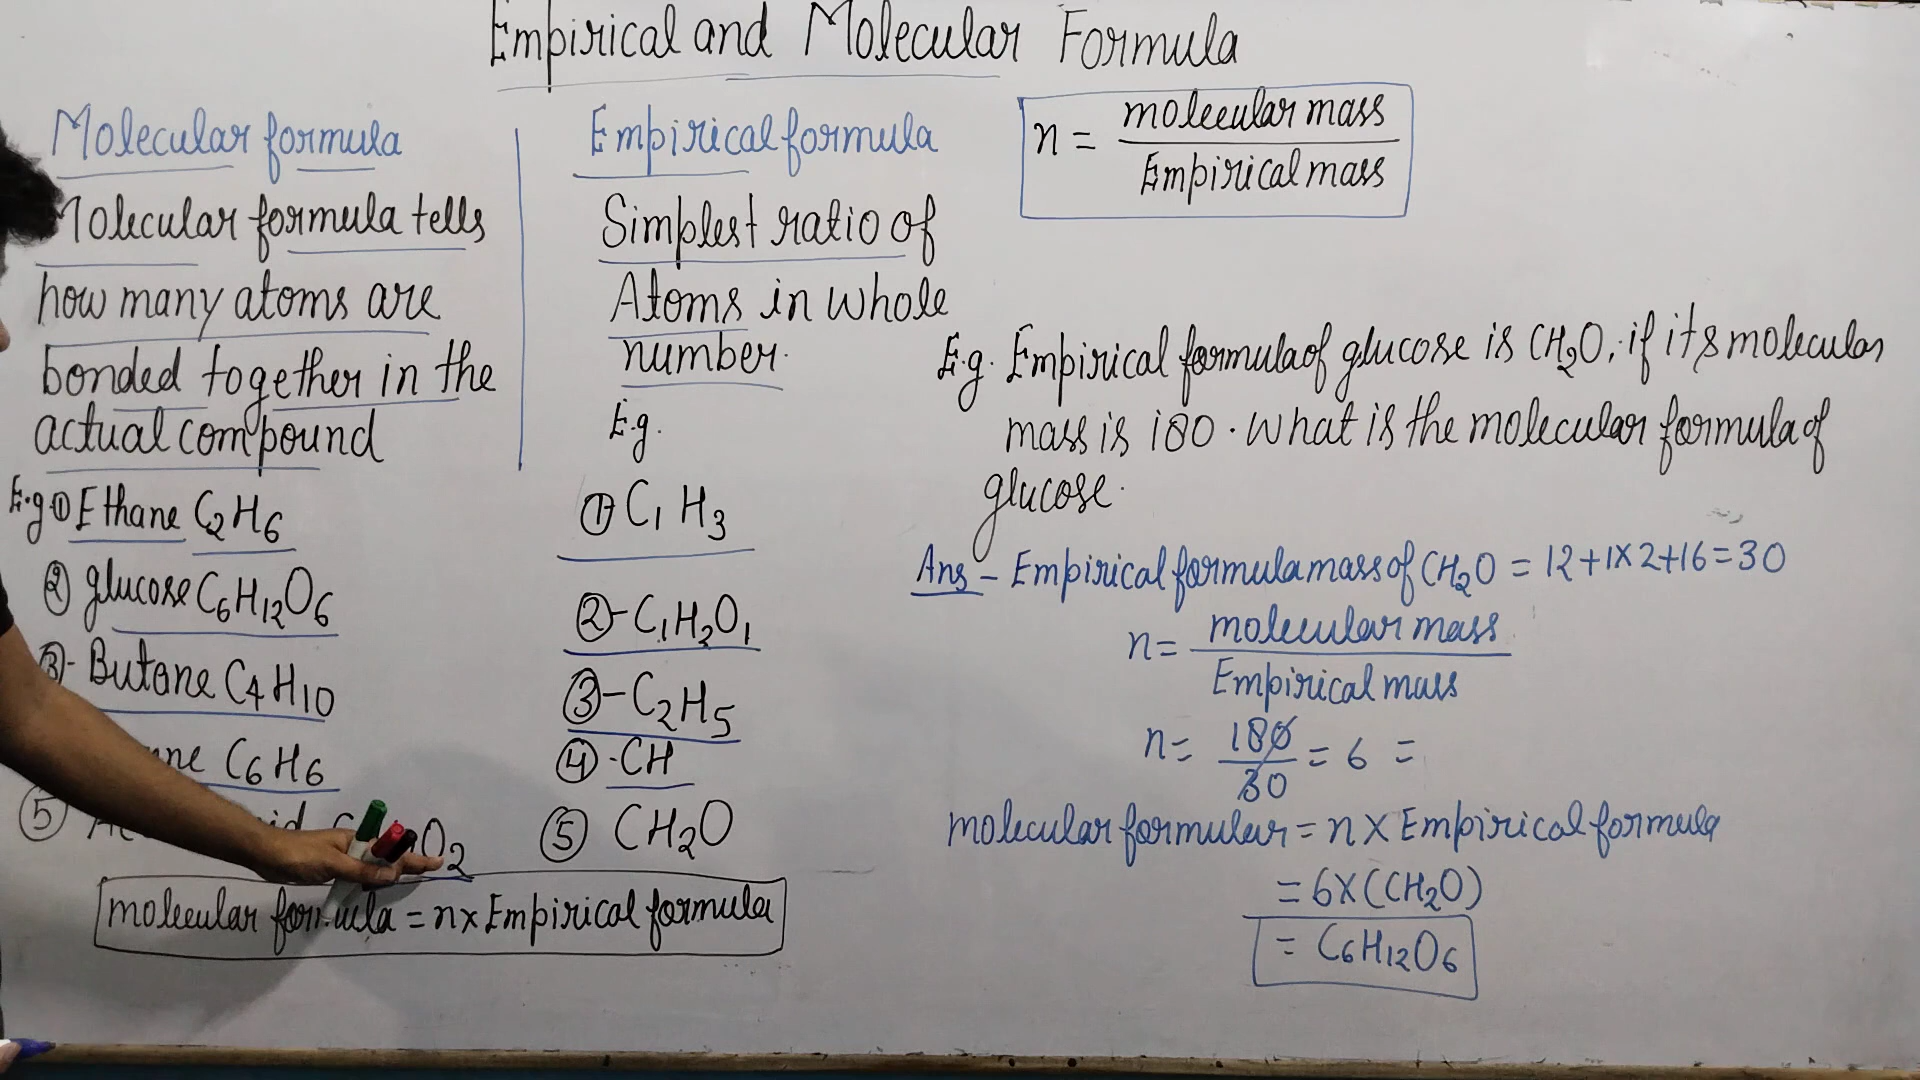 Empirical and Molecular Formula
Molecular formula
Molecular formula tells
how many atoms are
bonded together in the
actual compound
E.g ① Ethane C2H6
② glucose C6H12O6
③- Butane C4H10
C6H6
⑤ O2
molecular formula = n x Empirical formula
Empirical formula
Simplest ratio of
Atoms in whole
number.
E.g.
① C1 H3
②- C1H2O1
③- C2H5
④ - CH
⑤ CH2O
n = molecular mass
Empirical mass
E.g. Empirical formula of glucose is CH2O, if its molecular
mass is 180. What is the molecular formula of
glucose.
Ans - Empirical formula mass of CH2O = 12+1x2+16=30
n = molecular mass
Empirical mass
n = 180 = 6 =
30
molecular formular = n x Empirical formula
= 6x(CH2O)
= C6H12O6